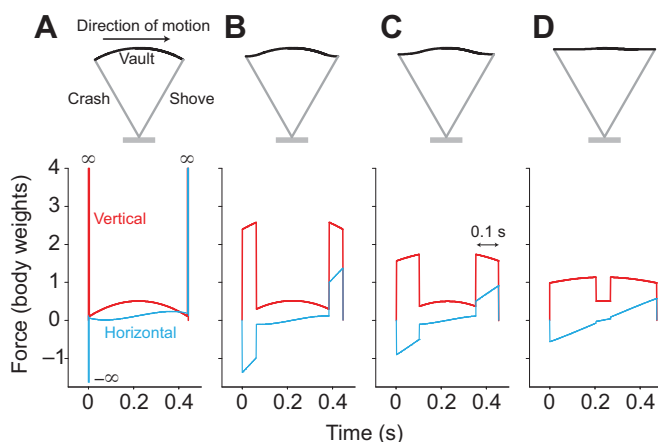 A
B
C
D
Direction of motion
Vault
Crash
Shove
∞
∞
4
3
2
1
0
–1
Force (body weights)
Vertical
Horizontal
–∞
0.1 s
0
0.2
0.4
0
0.2
0.4
0
0.2
0.4
0
0.2
0.4
Time (s)